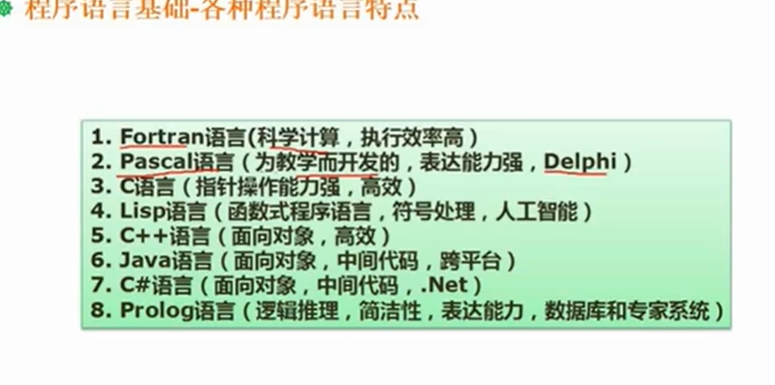 程序语言基础-各种程序语言特点
1. Fortran语言(科学计算，执行效率高）
2. Pascal语言（为教学而开发的，表达能力强，Delphi）
3. C语言（指针操作能力强，高效）
4. Lisp语言（函数式程序语言，符号处理，人工智能）
5. C++语言（面向对象，高效）
6. Java语言（面向对象，中间代码，跨平台）
7. C#语言（面向对象，中间代码，.Net）
8. Prolog语言（逻辑推理，简洁性，表达能力，数据库和专家系统）